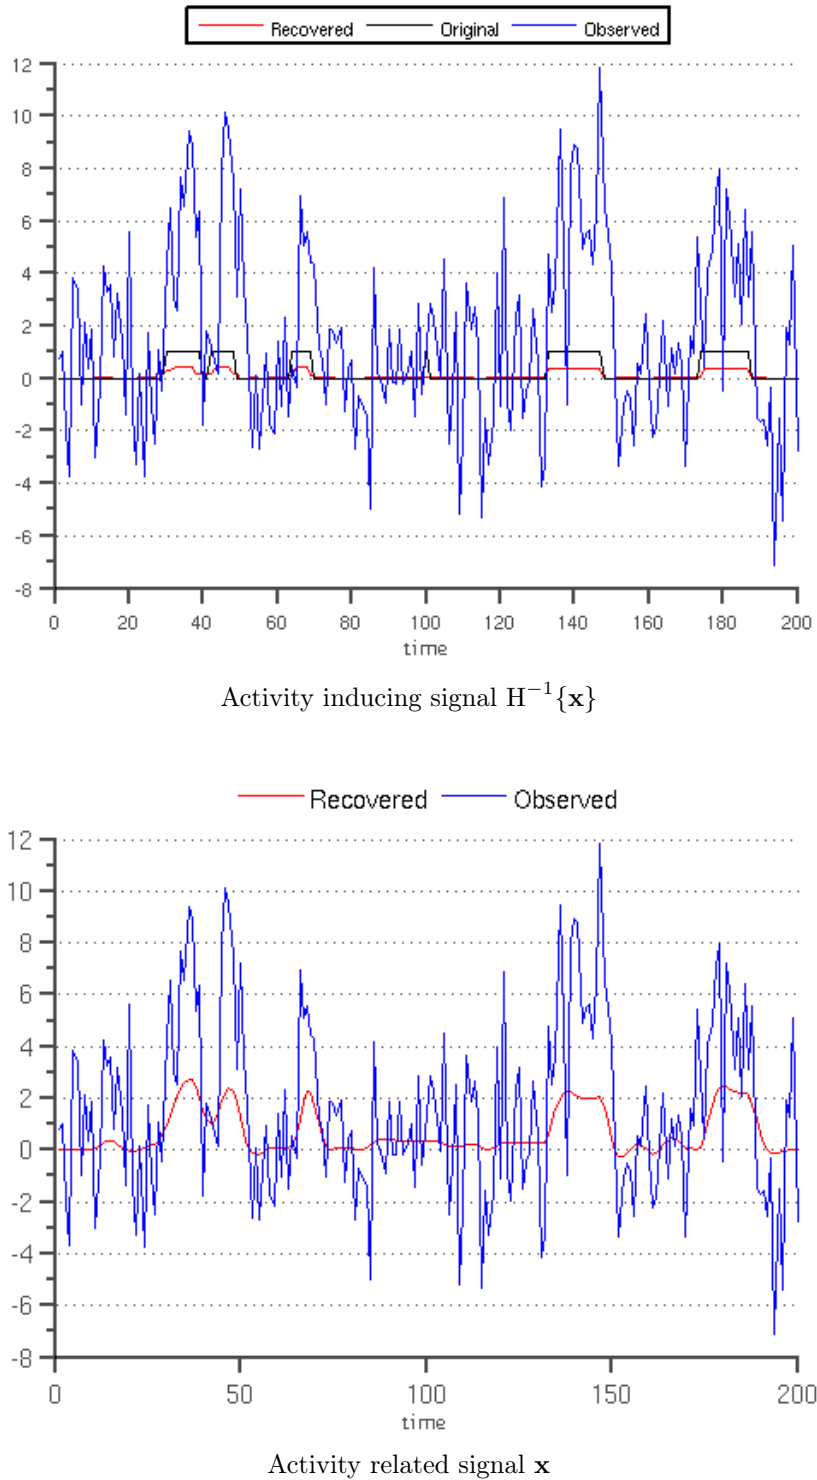 Recovered Original Observed
12
10
8
6
4
2
0
-2
-4
-6
-8
0 20 40 60 80 100 120 140 160 180 200
time
Activity inducing signal H⁻¹{x}
Recovered Observed
12
10
8
6
4
2
0
-2
-4
-6
-8
0 50 100 150 200
time
Activity related signal x